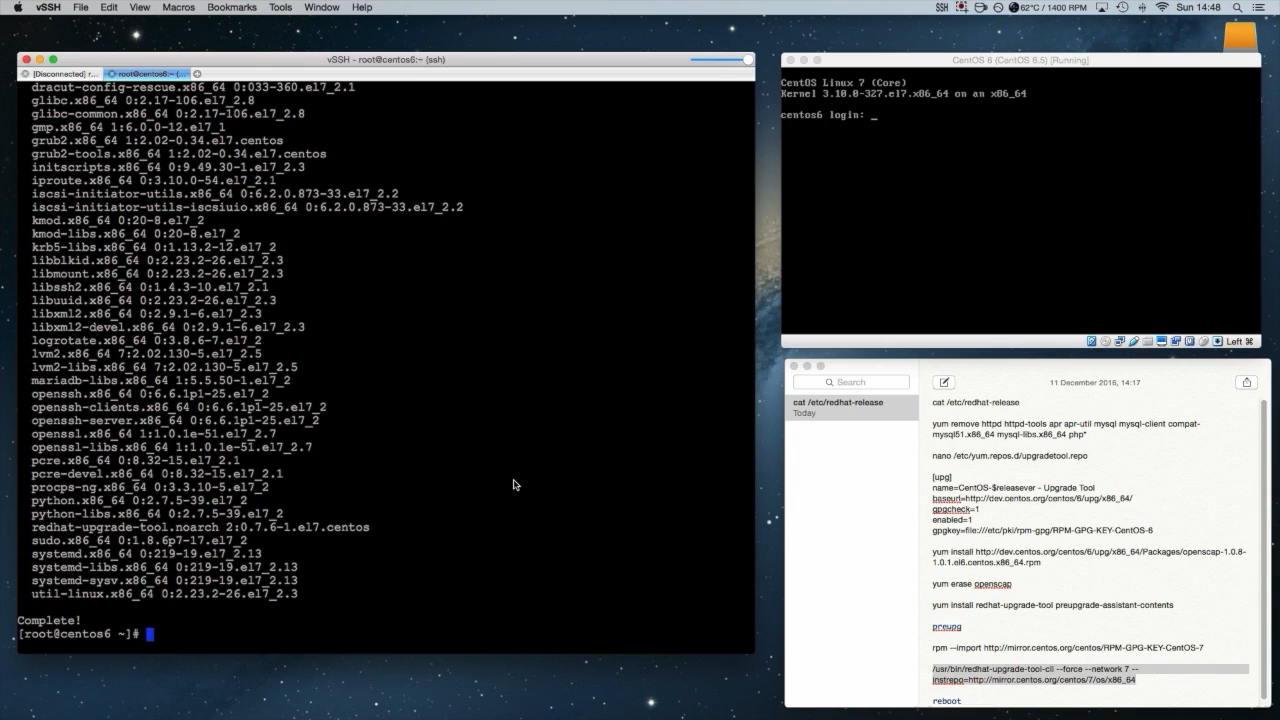 vSSH File Edit View Macros Bookmarks Tools Window Help
SSH 62°C / 1400 RPM Sun 14:48
vSSH - root@centos6:~ (ssh)
[Disconnected] r... root@centos6:~ (...
dracut-config-rescue.x86_64 0:033-360.el7_2.1
glibc.x86_64 0:2.17-106.el7_2.8
glibc-common.x86_64 0:2.17-106.el7_2.8
gmp.x86_64 1:6.0.0-12.el7_1
grub2.x86_64 1:2.02-0.34.el7.centos
grub2-tools.x86_64 1:2.02-0.34.el7.centos
initscripts.x86_64 0:9.49.30-1.el7_2.3
iproute.x86_64 0:3.10.0-54.el7_2.1
iscsi-initiator-utils.x86_64 0:6.2.0.873-33.el7_2.2
iscsi-initiator-utils-iscsiuio.x86_64 0:6.2.0.873-33.el7_2.2
kmod.x86_64 0:20-8.el7_2
kmod-libs.x86_64 0:20-8.el7_2
krb5-libs.x86_64 0:1.13.2-12.el7_2
libblkid.x86_64 0:2.23.2-26.el7_2.3
libmount.x86_64 0:2.23.2-26.el7_2.3
libssh2.x86_64 0:1.4.3-10.el7_2.1
libuuid.x86_64 0:2.23.2-26.el7_2.3
libxml2.x86_64 0:2.9.1-6.el7_2.3
libxml2-devel.x86_64 0:2.9.1-6.el7_2.3
logrotate.x86_64 0:3.8.6-7.el7_2
lvm2.x86_64 7:2.02.130-5.el7_2.5
lvm2-libs.x86_64 7:2.02.130-5.el7_2.5
mariadb-libs.x86_64 1:5.5.50-1.el7_2
openssh.x86_64 0:6.6.1p1-25.el7_2
openssh-clients.x86_64 0:6.6.1p1-25.el7_2
openssh-server.x86_64 0:6.6.1p1-25.el7_2
openssl.x86_64 1:1.0.1e-51.el7_2.7
openssl-libs.x86_64 1:1.0.1e-51.el7_2.7
pcre.x86_64 0:8.32-15.el7_2.1
pcre-devel.x86_64 0:8.32-15.el7_2.1
procps-ng.x86_64 0:3.3.10-5.el7_2
python.x86_64 0:2.7.5-39.el7_2
python-libs.x86_64 0:2.7.5-39.el7_2
redhat-upgrade-tool.noarch 2:0.7.6-1.el7.centos
sudo.x86_64 0:1.8.6p7-17.el7_2
systemd.x86_64 0:219-19.el7_2.13
systemd-libs.x86_64 0:219-19.el7_2.13
systemd-sysv.x86_64 0:219-19.el7_2.13
util-linux.x86_64 0:2.23.2-26.el7_2.3
Complete!
[root@centos6 ~]#
CentOS 6 (CentOS 6.5) [Running]
CentOS Linux 7 (Core)
Kernel 3.10.0-327.el7.x86_64 on an x86_64
centos6 login: _
Left ⌘
Search
cat /etc/redhat-release
Today
11 December 2016, 14:17
cat /etc/redhat-release
yum remove httpd httpd-tools apr apr-util mysql mysql-client compat-
mysql51.x86_64 mysql-libs.x86_64 php*
nano /etc/yum.repos.d/upgradetool.repo
[upg]
name=CentOS-$releasever - Upgrade Tool
baseurl=http://dev.centos.org/centos/6/upg/x86_64/
gpgcheck=1
enabled=1
gpgkey=file:///etc/pki/rpm-gpg/RPM-GPG-KEY-CentOS-6
yum install http://dev.centos.org/centos/6/upg/x86_64/Packages/openscap-1.0.8-
1.0.1.el6.centos.x86_64.rpm
yum erase openscap
yum install redhat-upgrade-tool preupgrade-assistant-contents
preupg
rpm --import http://mirror.centos.org/centos/RPM-GPG-KEY-CentOS-7
/usr/bin/redhat-upgrade-tool-cli --force --network 7 --
instrepo=http://mirror.centos.org/centos/7/os/x86_64
reboot